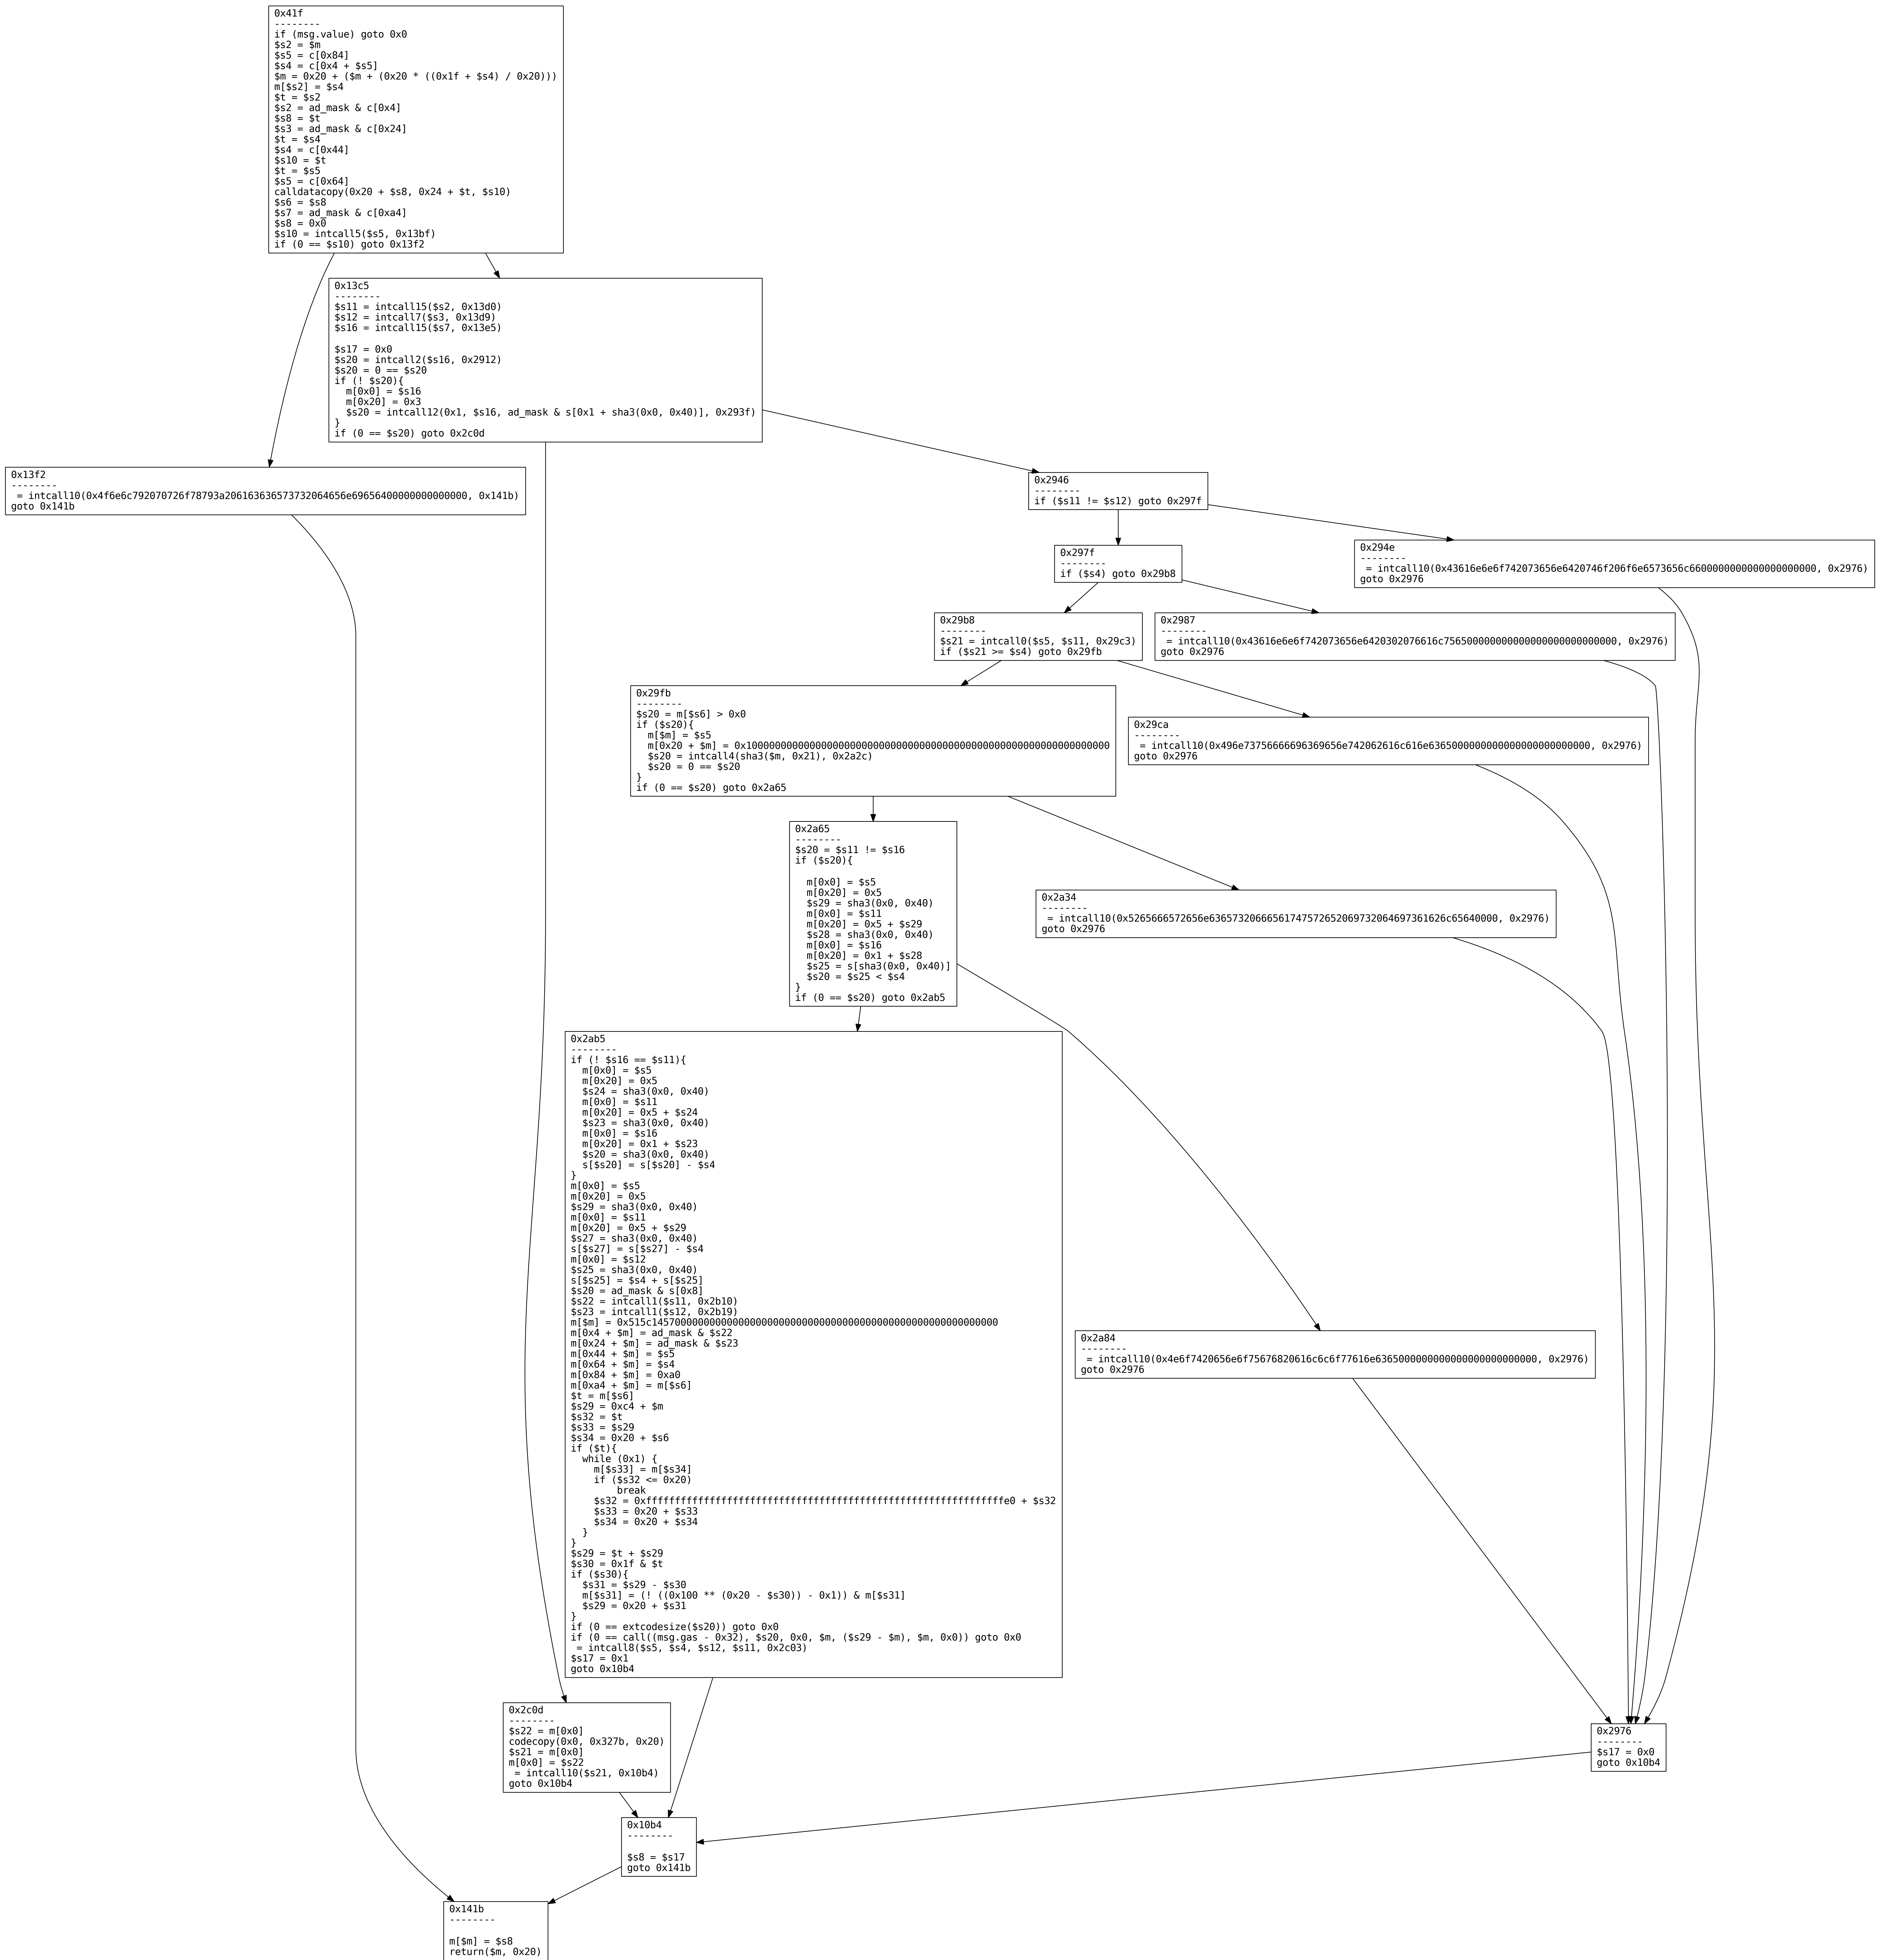 0x41f
--------
if (msg.value) goto 0x0
$s2 = $m
$s5 = c[0x84]
$s4 = c[0x4 + $s5]
$m = 0x20 + ($m + (0x20 * ((0x1f + $s4) / 0x20)))
m[$s2] = $s4
$t = $s2
$s2 = ad_mask & c[0x4]
$s8 = $t
$s3 = ad_mask & c[0x24]
$t = $s4
$s4 = c[0x44]
$s10 = $t
$t = $s5
$s5 = c[0x64]
calldatacopy(0x20 + $s8, 0x24 + $t, $s10)
$s6 = $s8
$s7 = ad_mask & c[0xa4]
$s8 = 0x0
$s10 = intcall5($s5, 0x13bf)
if (0 == $s10) goto 0x13f2
0x13c5
--------
$s11 = intcall15($s2, 0x13d0)
$s12 = intcall7($s3, 0x13d9)
$s16 = intcall15($s7, 0x13e5)
$s17 = 0x0
$s20 = intcall2($s16, 0x2912)
$s20 = 0 == $s20
if (! $s20){
m[0x0] = $s16
m[0x20] = 0x3
$s20 = intcall12(0x1, $s16, ad_mask & s[0x1 + sha3(0x0, 0x40)], 0x293f)
}
if (0 == $s20) goto 0x2c0d
0x13f2
--------
= intcall10(0x4f6e6c792070726f78793a206163636573732064656e69656400000000000000, 0x141b)
goto 0x141b
0x2946
--------
if ($s11 != $s12) goto 0x297f
0x297f
--------
if ($s4) goto 0x29b8
0x294e
--------
= intcall10(0x43616e6e6f742073656e6420746f206f6e6573656c6600000000000000000000, 0x2976)
goto 0x2976
0x29b8
--------
$s21 = intcall0($s5, $s11, 0x29c3)
if ($s21 >= $s4) goto 0x29fb
0x2987
--------
= intcall10(0x43616e6e6f742073656e6420302076616c756500000000000000000000000000, 0x2976)
goto 0x2976
0x29fb
--------
$s20 = m[$s6] > 0x0
if ($s20){
m[$m] = $s5
m[0x20 + $m] = 0x100000000000000000000000000000000000000000000000000000000000000
$s20 = intcall4(sha3($m, 0x21), 0x2a2c)
$s20 = 0 == $s20
}
if (0 == $s20) goto 0x2a65
0x29ca
--------
= intcall10(0x496e73756666696369656e742062616c616e6365000000000000000000000000, 0x2976)
goto 0x2976
0x2a65
--------
$s20 = $s11 != $s16
if ($s20){
m[0x0] = $s5
m[0x20] = 0x5
$s29 = sha3(0x0, 0x40)
m[0x0] = $s11
m[0x20] = 0x5 + $s29
$s28 = sha3(0x0, 0x40)
m[0x0] = $s16
m[0x20] = 0x1 + $s28
$s25 = s[sha3(0x0, 0x40)]
$s20 = $s25 < $s4
}
if (0 == $s20) goto 0x2ab5
0x2a34
--------
= intcall10(0x5265666572656e63657320666561747572652069732064697361626c65640000, 0x2976)
goto 0x2976
0x2ab5
--------
if (! $s16 == $s11){
m[0x0] = $s5
m[0x20] = 0x5
$s24 = sha3(0x0, 0x40)
m[0x0] = $s11
m[0x20] = 0x5 + $s24
$s23 = sha3(0x0, 0x40)
m[0x0] = $s16
m[0x20] = 0x1 + $s23
$s20 = sha3(0x0, 0x40)
s[$s20] = s[$s20] - $s4
}
m[0x0] = $s5
m[0x20] = 0x5
$s29 = sha3(0x0, 0x40)
m[0x0] = $s11
m[0x20] = 0x5 + $s29
$s27 = sha3(0x0, 0x40)
s[$s27] = s[$s27] - $s4
m[0x0] = $s12
$s25 = sha3(0x0, 0x40)
s[$s25] = $s4 + s[$s25]
$s20 = ad_mask & s[0x8]
$s22 = intcall1($s11, 0x2b10)
$s23 = intcall1($s12, 0x2b19)
m[$m] = 0x515c145700000000000000000000000000000000000000000000000000000000
m[0x4 + $m] = ad_mask & $s22
m[0x24 + $m] = ad_mask & $s23
m[0x44 + $m] = $s5
m[0x64 + $m] = $s4
m[0x84 + $m] = 0xa0
m[0xa4 + $m] = m[$s6]
$t = m[$s6]
$s29 = 0xc4 + $m
$s32 = $t
$s33 = $s29
$s34 = 0x20 + $s6
if ($t){
while (0x1) {
m[$s33] = m[$s34]
if ($s32 <= 0x20)
break
$s32 = 0xffffffffffffffffffffffffffffffffffffffffffffffffffffffffffffffe0 + $s32
$s33 = 0x20 + $s33
$s34 = 0x20 + $s34
}
}
$s29 = $t + $s29
$s30 = 0x1f & $t
if ($s30){
$s31 = $s29 - $s30
m[$s31] = (! ((0x100 ** (0x20 - $s30)) - 0x1)) & m[$s31]
$s29 = 0x20 + $s31
}
if (0 == extcodesize($s20)) goto 0x0
if (0 == call((msg.gas - 0x32), $s20, 0x0, $m, ($s29 - $m), $m, 0x0)) goto 0x0
= intcall8($s5, $s4, $s12, $s11, 0x2c03)
$s17 = 0x1
goto 0x10b4
0x2a84
--------
= intcall10(0x4e6f7420656e6f75676820616c6c6f77616e6365000000000000000000000000, 0x2976)
goto 0x2976
0x2c0d
--------
$s22 = m[0x0]
codecopy(0x0, 0x327b, 0x20)
$s21 = m[0x0]
m[0x0] = $s22
= intcall10($s21, 0x10b4)
goto 0x10b4
0x2976
--------
$s17 = 0x0
goto 0x10b4
0x10b4
--------
$s8 = $s17
goto 0x141b
0x141b
--------
m[$m] = $s8
return($m, 0x20)